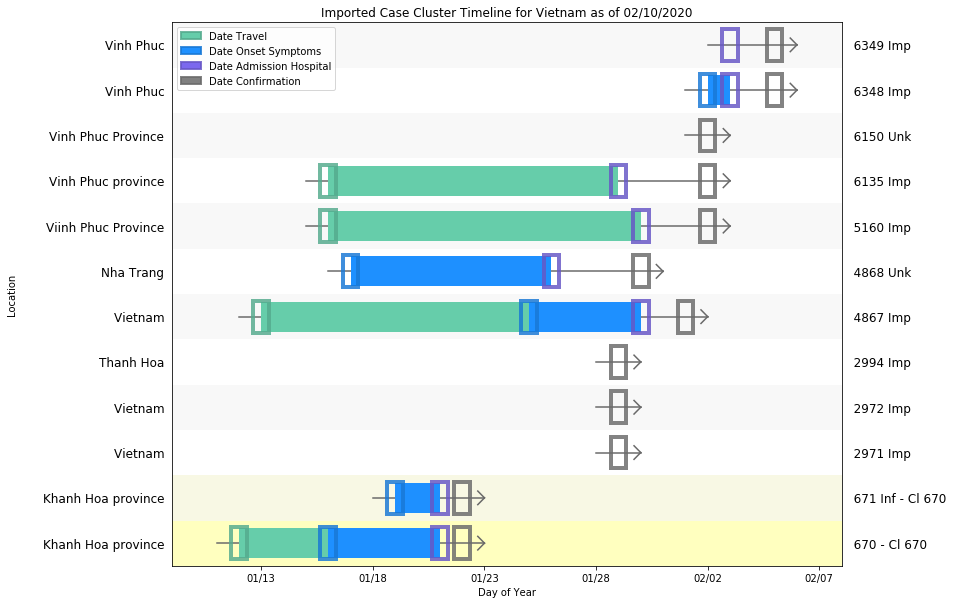 Imported Case Cluster Timeline for Vietnam as of 02/10/2020
Date Travel
Date Onset Symptoms
Date Admission Hospital
Date Confirmation
Vinh Phuc 6349 Imp
Vinh Phuc 6348 Imp
Vinh Phuc Province 6150 Unk
Vinh Phuc province 6135 Imp
Viinh Phuc Province 5160 Imp
Nha Trang 4868 Unk
Vietnam 4867 Imp
Thanh Hoa 2994 Imp
Vietnam 2972 Imp
Vietnam 2971 Imp
Khanh Hoa province 671 Inf - Cl 670
Khanh Hoa province 670 - Cl 670
Location
01/13 01/18 01/23 01/28 02/02 02/07
Day of Year